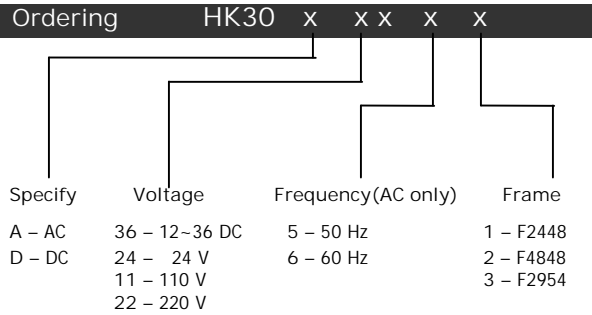 Ordering HK30 x x x x x
Specify Voltage Frequency(AC only) Frame
A – AC 36 – 12~36 DC 5 – 50 Hz 1 – F2448
D – DC 24 – 24 V 6 – 60 Hz 2 – F4848
11 – 110 V 3 – F2954
22 – 220 V